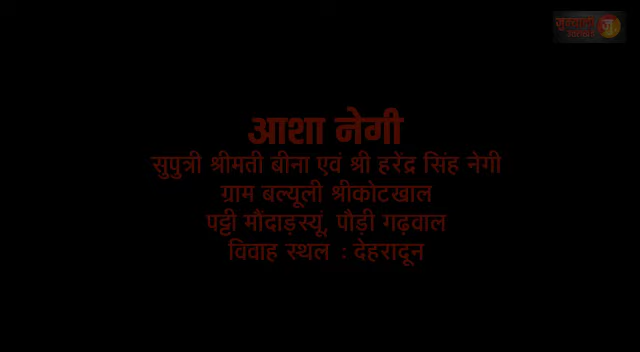 आशा नेगी
सुपुत्री श्रीमती बीना एवं श्री हरेंद्र सिंह नेगी
ग्राम बल्यूली श्रीकोटखाल
पट्टी मौंदाड़स्यूं, पौड़ी गढ़वाल
विवाह स्थल : देहरादून